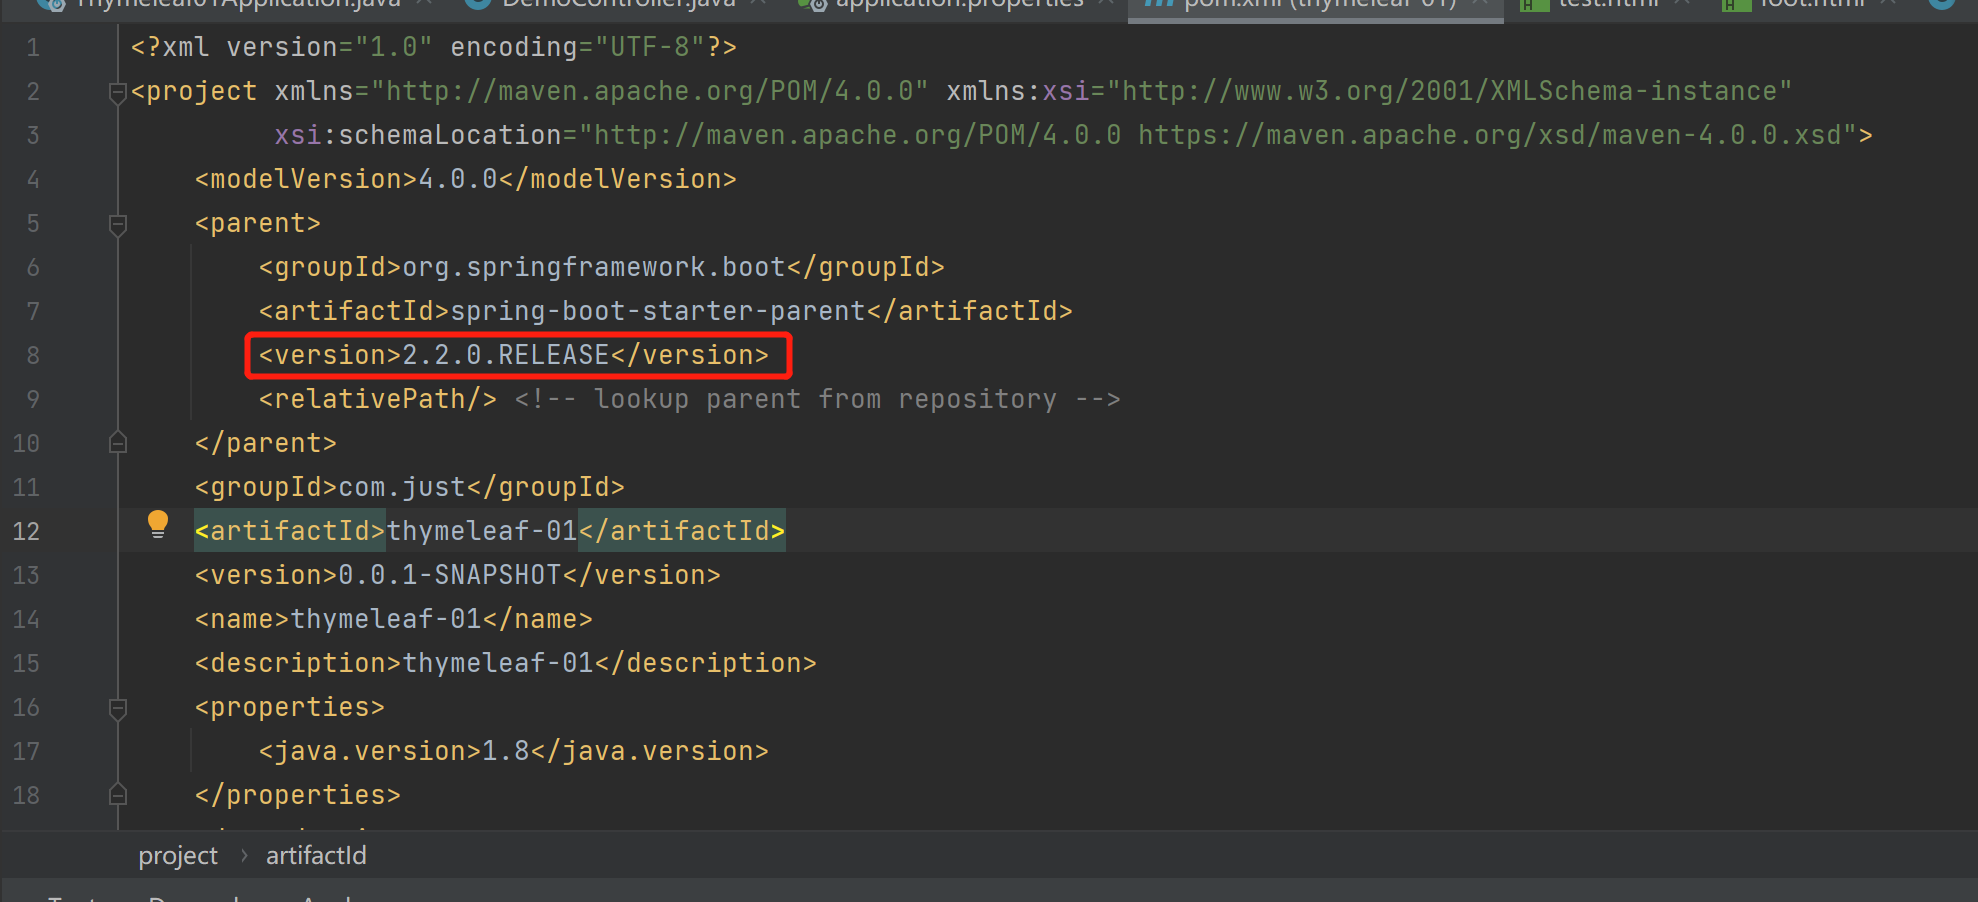 Thymeleaf01Application.java DemoController.java application.properties pom.xml (thymeleaf-01) test.html foot.html
1 <?xml version="1.0" encoding="UTF-8"?>
2 <project xmlns="http://maven.apache.org/POM/4.0.0" xmlns:xsi="http://www.w3.org/2001/XMLSchema-instance"
3 xsi:schemaLocation="http://maven.apache.org/POM/4.0.0 https://maven.apache.org/xsd/maven-4.0.0.xsd">
4 <modelVersion>4.0.0</modelVersion>
5 <parent>
6 <groupId>org.springframework.boot</groupId>
7 <artifactId>spring-boot-starter-parent</artifactId>
8 <version>2.2.0.RELEASE</version>
9 <relativePath/> <!-- lookup parent from repository -->
10 </parent>
11 <groupId>com.just</groupId>
12 <artifactId>thymeleaf-01</artifactId>
13 <version>0.0.1-SNAPSHOT</version>
14 <name>thymeleaf-01</name>
15 <description>thymeleaf-01</description>
16 <properties>
17 <java.version>1.8</java.version>
18 </properties>
project › artifactId